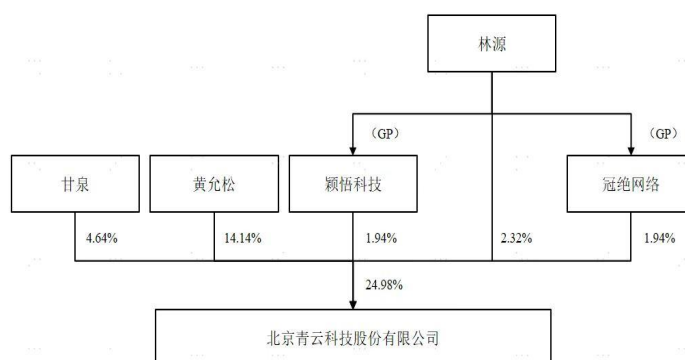 林源
（GP）
（GP）
甘泉
黄允松
颖悟科技
冠绝网络
4.64%
14.14%
1.94%
2.32%
1.94%
24.98%
北京青云科技股份有限公司